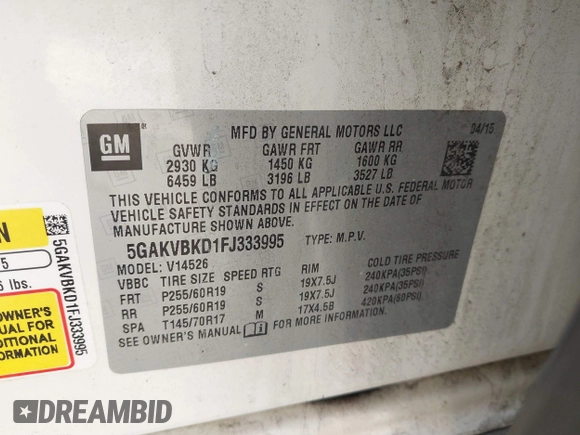 GM
MFD BY GENERAL MOTORS LLC
04/15
GVWR GAWR FRT GAWR RR
2930 KG 1450 KG 1600 KG
6459 LB 3196 LB 3527 LB
THIS VEHICLE CONFORMS TO ALL APPLICABLE U.S. FEDERAL MOTOR
VEHICLE SAFETY STANDARDS IN EFFECT ON THE DATE OF
MANUFACTURE SHOWN ABOVE.
5GAKVBKD1FJ333995 TYPE: M.P.V.
MODEL: V14526
VBBC TIRE SIZE SPEED RTG RIM COLD TIRE PRESSURE
FRT P255/60R19 S 19X7.5J 240KPA(35PSI)
RR P255/60R19 S 19X7.5J 240KPA(35PSI)
SPA T145/70R17 M 17X4.5B 420KPA(60PSI)
SEE OWNER'S MANUAL FOR MORE INFORMATION.
N
5
lbs.
5GAKVBKD1FJ333995
OWNER'S
UAL FOR
DITIONAL
RMATION
DREAMBID